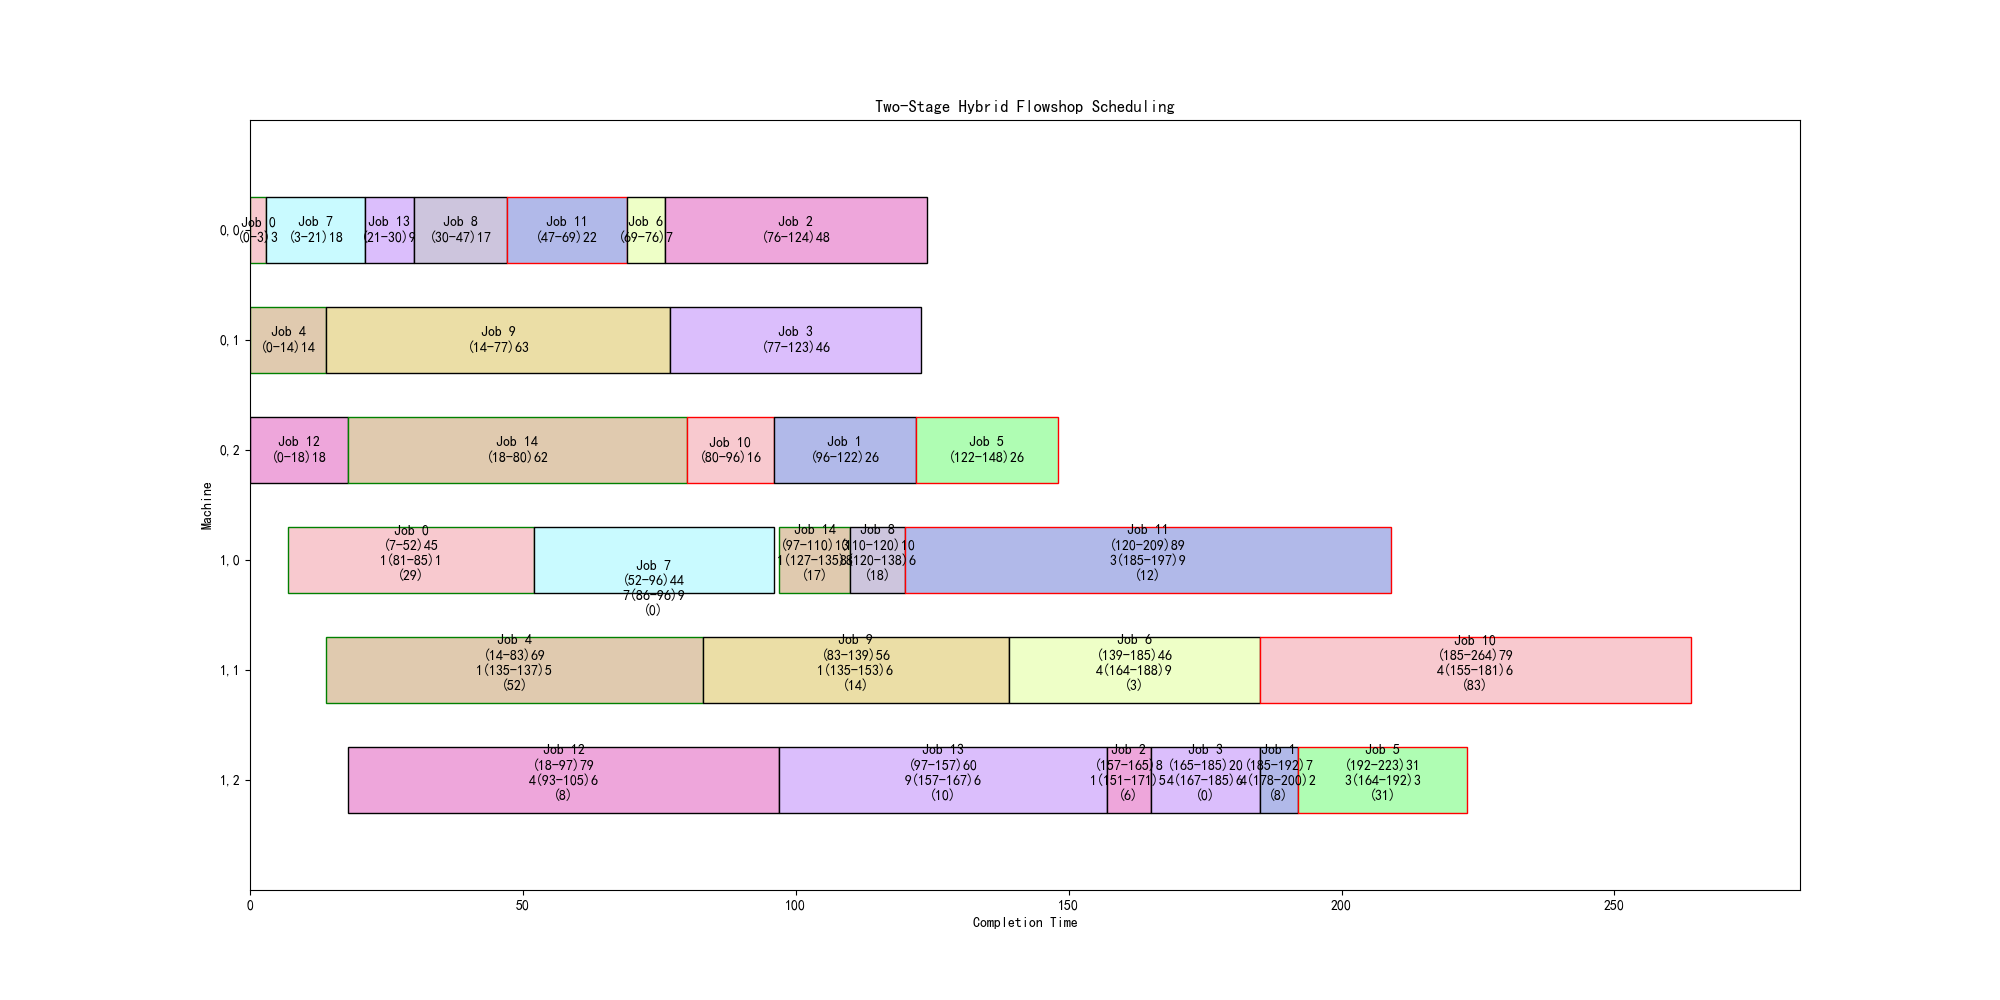 Two-Stage Hybrid Flowshop Scheduling
0,0
Job 0
(0-3)3
Job 7
(3-21)18
Job 13
(21-30)9
Job 8
(30-47)17
Job 11
(47-69)22
Job 6
(69-76)7
Job 2
(76-124)48
0,1
Job 4
(0-14)14
Job 9
(14-77)63
Job 3
(77-123)46
0,2
Job 12
(0-18)18
Job 14
(18-80)62
Job 10
(80-96)16
Job 1
(96-122)26
Job 5
(122-148)26
Machine
1,0
Job 0
(7-52)45
1(81-85)1
(29)
Job 7
(52-96)44
7(86-96)9
(0)
Job 14
(97-110)13
1(127-135)
(17)
Job 8
(110-120)10
(120-138)6
(18)
Job 11
(120-209)89
3(185-197)9
(12)
1,1
Job 4
(14-83)69
1(135-137)5
(52)
Job 9
(83-139)56
1(135-153)6
(14)
Job 6
(139-185)46
4(164-188)9
(3)
Job 10
(185-264)79
4(155-181)6
(83)
1,2
Job 12
(18-97)79
4(93-105)6
(8)
Job 13
(97-157)60
9(157-167)6
(10)
Job 2
(157-165)8
1(151-171)5
(6)
Job 3
(165-185)20
4(167-185)6
(0)
Job 1
(185-192)7
4(178-200)2
(8)
Job 5
(192-223)31
3(164-192)3
(31)
0
50
100
150
200
250
Completion Time